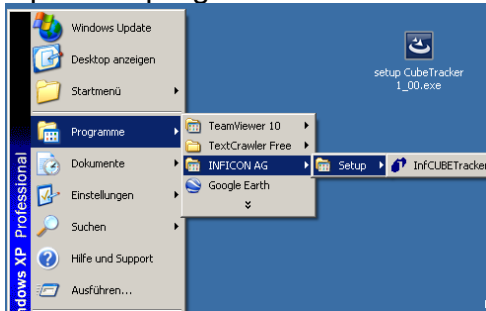 Windows Update
Desktop anzeigen
Startmenü
Programme
Dokumente
Einstellungen
Suchen
Hilfe und Support
Ausführen...
TeamViewer 10
TextCrawler Free
INFICON AG
Google Earth
Setup
InfCUBETracker
setup CubeTracker
1_00.exe
dows XP Professional